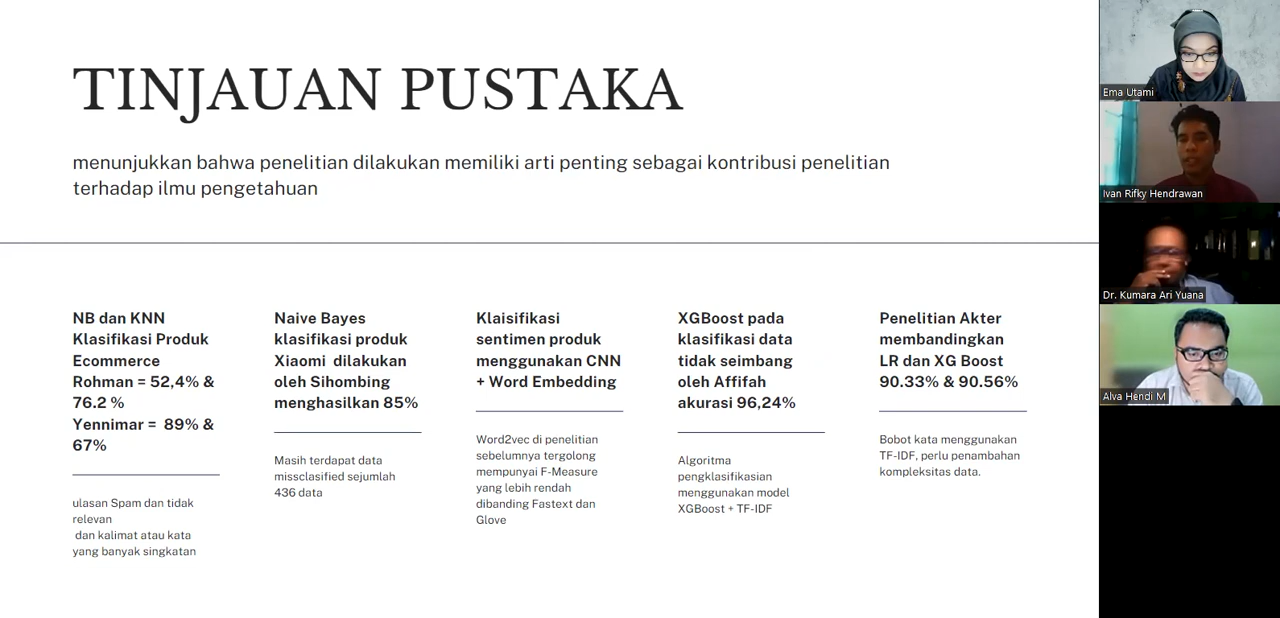 TINJAUAN PUSTAKA
menunjukkan bahwa penelitian dilakukan memiliki arti penting sebagai kontribusi penelitian
terhadap ilmu pengetahuan
NB dan KNN
Klasifikasi Produk
Ecommerce
Rohman = 52,4% &
76.2 %
Yennimar = 89% &
67%
ulasan Spam dan tidak
relevan
dan kalimat atau kata
yang banyak singkatan
Naive Bayes
klasifikasi produk
Xiaomi dilakukan
oleh Sihombing
menghasilkan 85%
Masih terdapat data
missclasified sejumlah
436 data
Klaisifikasi
sentimen produk
menggunakan CNN
+ Word Embedding
Word2vec di penelitian
sebelumnya tergolong
mempunyai F-Measure
yang lebih rendah
dibanding Fastext dan
Glove
XGBoost pada
klasifikasi data
tidak seimbang
oleh Affifah
akurasi 96,24%
Algoritma
pengklasifikasian
menggunakan model
XGBoost + TF-IDF
Penelitian Akter
membandingkan
LR dan XG Boost
90.33% & 90.56%
Bobot kata menggunakan
TF-IDF, perlu penambahan
kompleksitas data.
Ema Utami
Ivan Rifky Hendrawan
Dr. Kumara Ari Yuana
Alva Hendi M